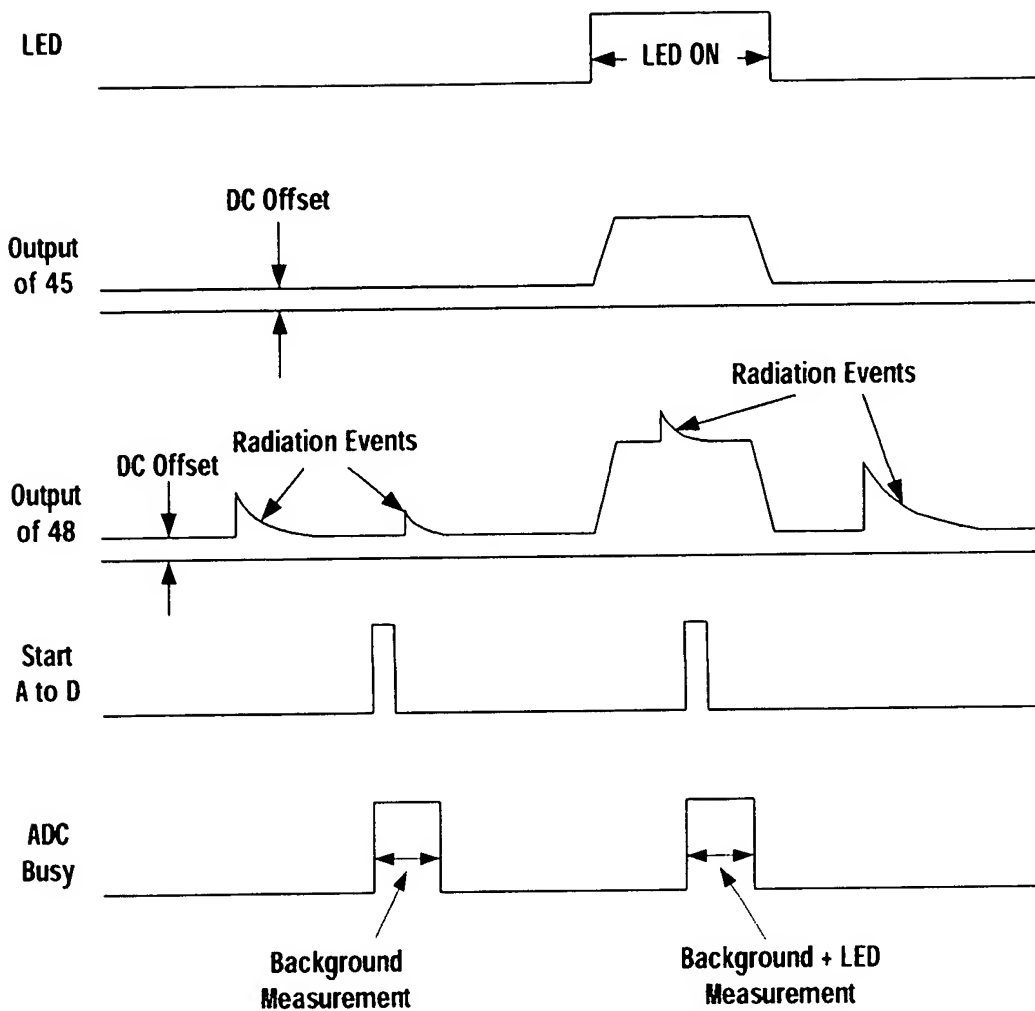 LED
LED ON
DC Offset
Output
of 45
Radiation Events
Radiation Events
DC Offset
Output
of 48
Start
A to D
ADC
Busy
Background
Measurement
Background + LED
Measurement